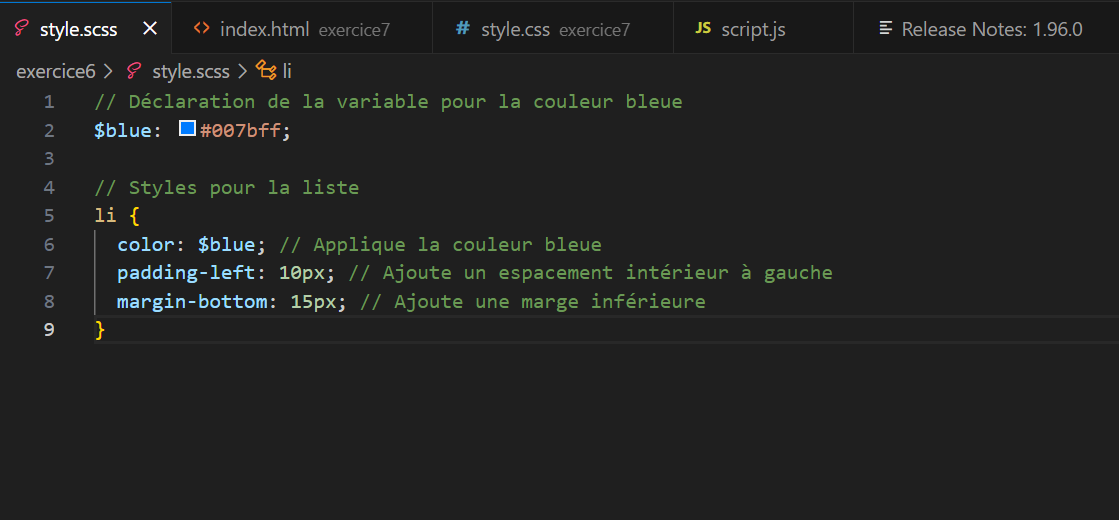 style.scss index.html exercice7 style.css exercice7 JS script.js Release Notes: 1.96.0
exercice6 > style.scss > li
1 // Déclaration de la variable pour la couleur bleue
2 $blue: #007bff;
3
4 // Styles pour la liste
5 li {
6 color: $blue; // Applique la couleur bleue
7 padding-left: 10px; // Ajoute un espacement intérieur à gauche
8 margin-bottom: 15px; // Ajoute une marge inférieure
9 }